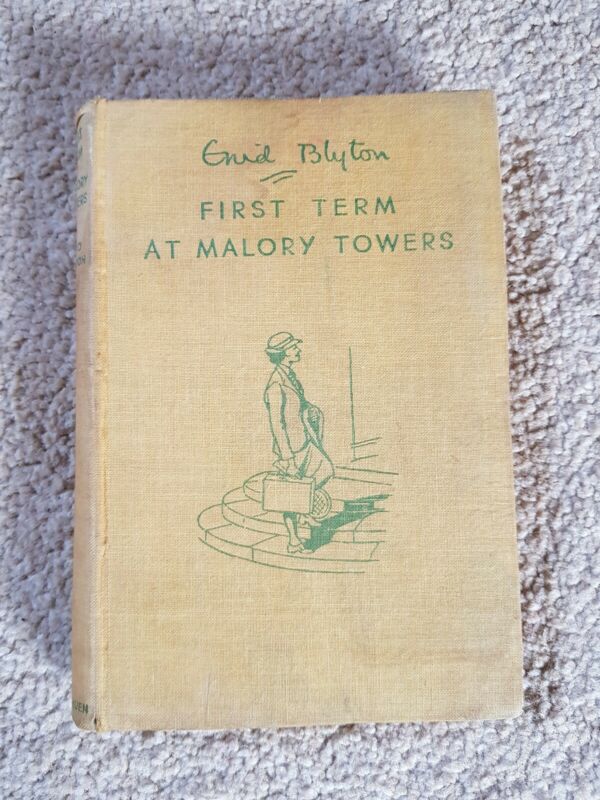 Enid Blyton
FIRST TERM
AT MALORY TOWERS